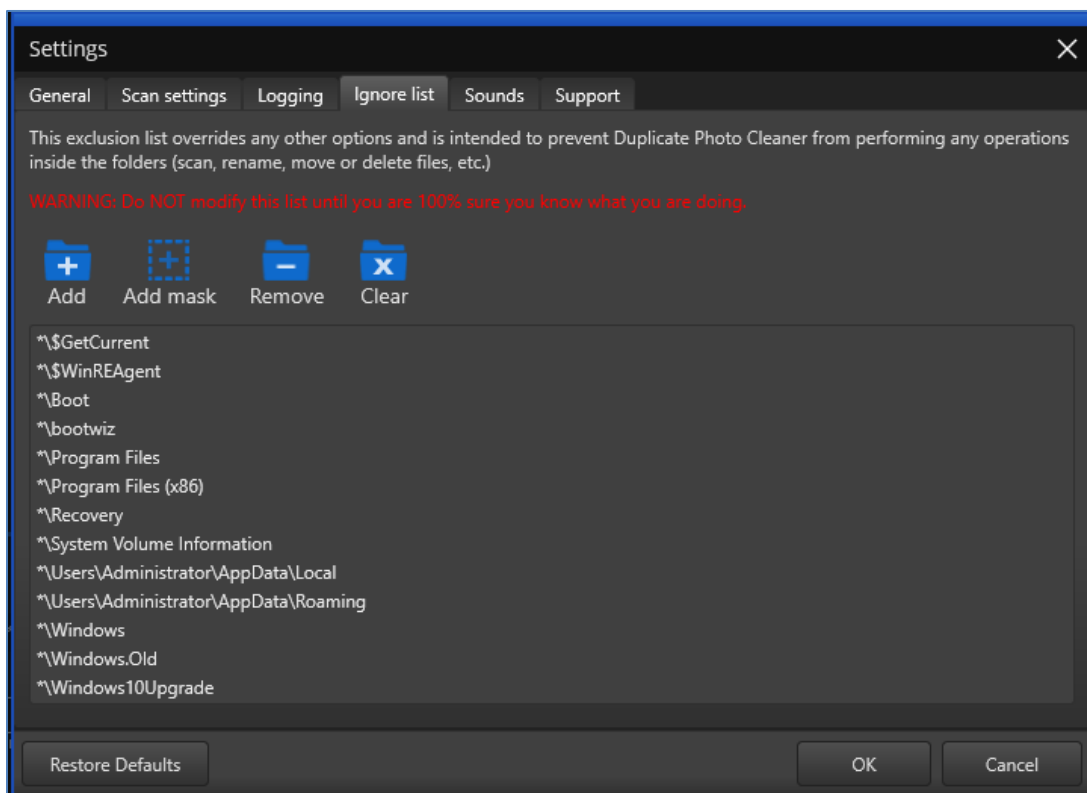 Settings
General Scan settings Logging Ignore list Sounds Support
This exclusion list overrides any other options and is intended to prevent Duplicate Photo Cleaner from performing any operations
inside the folders (scan, rename, move or delete files, etc.)
WARNING: Do NOT modify this list until you are 100% sure you know what you are doing.
Add Add mask Remove Clear
*\$GetCurrent
*\$WinREAgent
*\Boot
*\bootwiz
*\Program Files
*\Program Files (x86)
*\Recovery
*\System Volume Information
*\Users\Administrator\AppData\Local
*\Users\Administrator\AppData\Roaming
*\Windows
*\Windows.Old
*\Windows10Upgrade
Restore Defaults OK Cancel